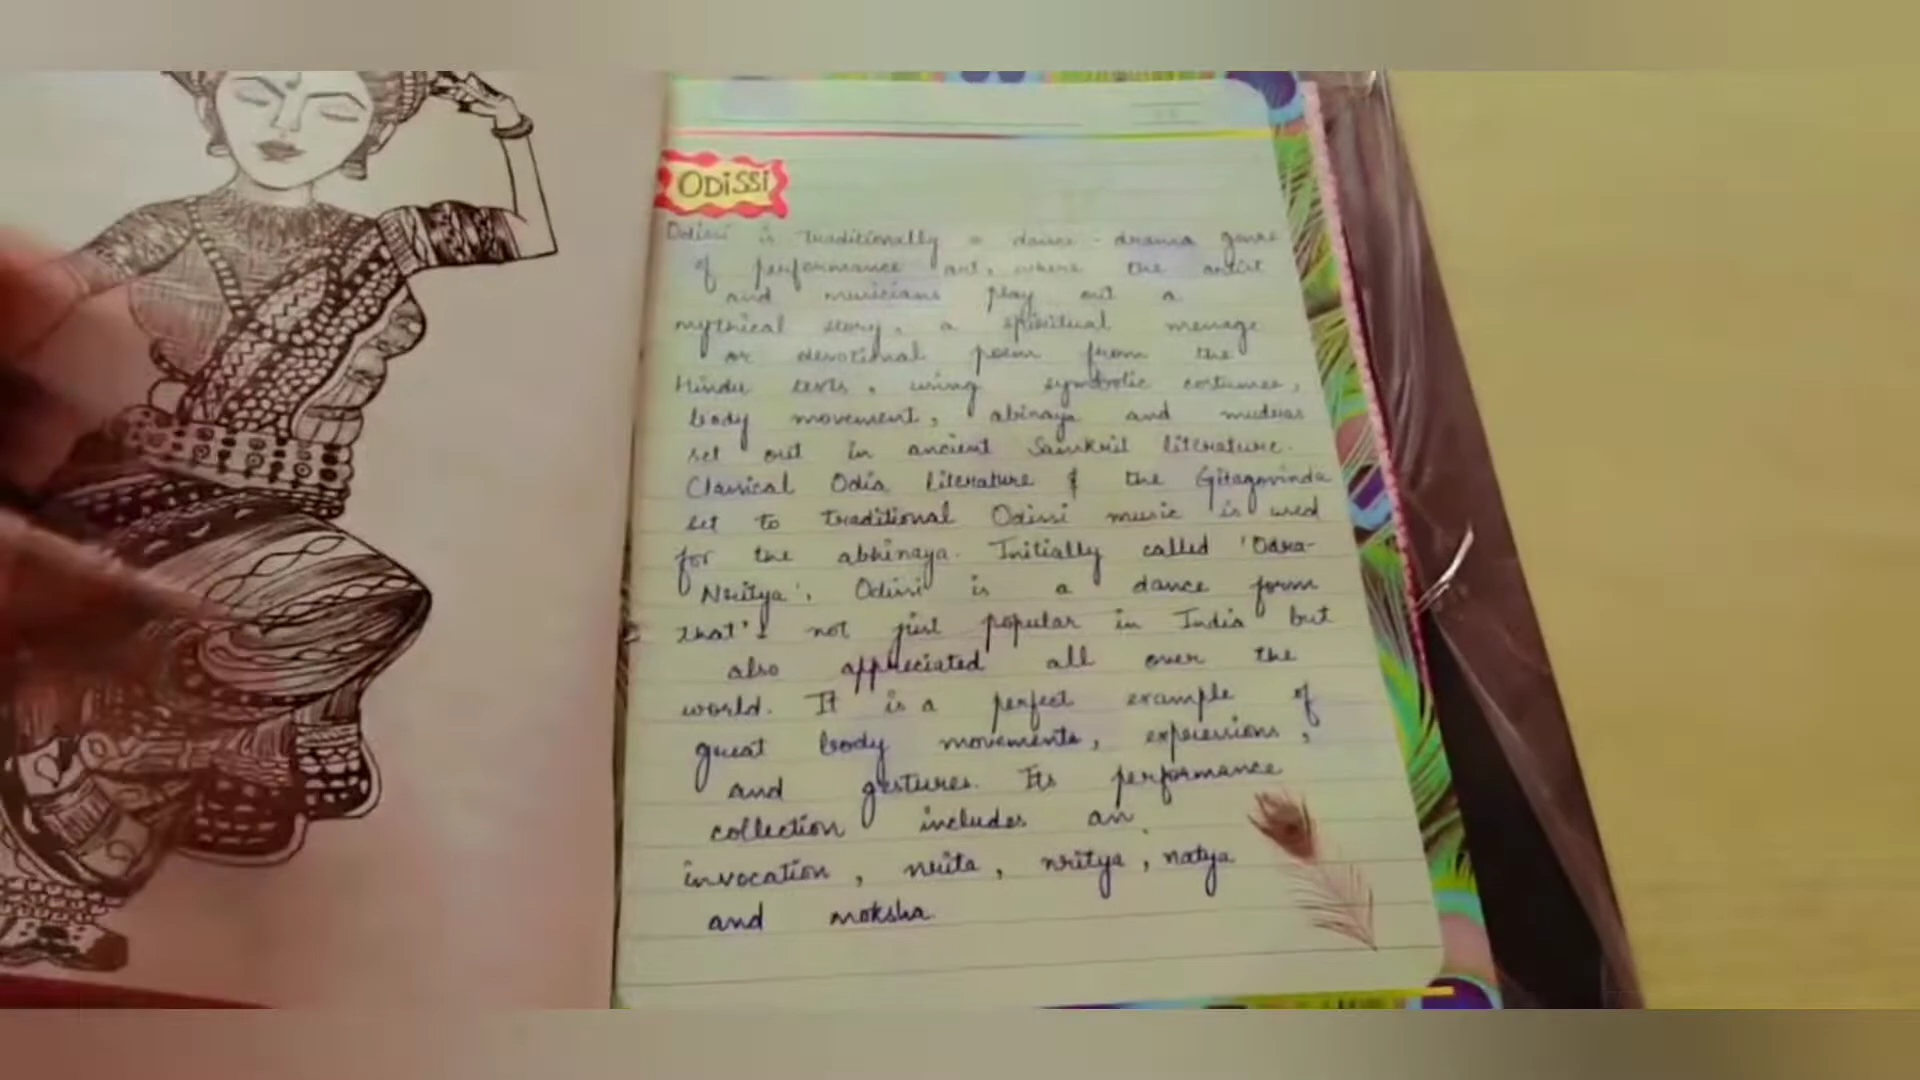 ODISSI
Odissi is traditionally a dance-drama genre
of performance art, where the artist
and musicians play out a
mythical story, a spiritual message
or devotional poem from the
Hindu texts, using symbolic costumes,
body movement, abinaya and mudras
set out in ancient Sanskrit literature.
Classical Odia literature & the Gitagovinda
set to traditional Odissi music is used
for the abhinaya. Initially called 'Odra-
Nritya', Odissi is a dance form
that's not just popular in India but
also appreciated all over the
world. It is a perfect example of
great body movements, expressions,
and gestures. Its performance
collection includes an
invocation, nrita, nritya, natya
and moksha.